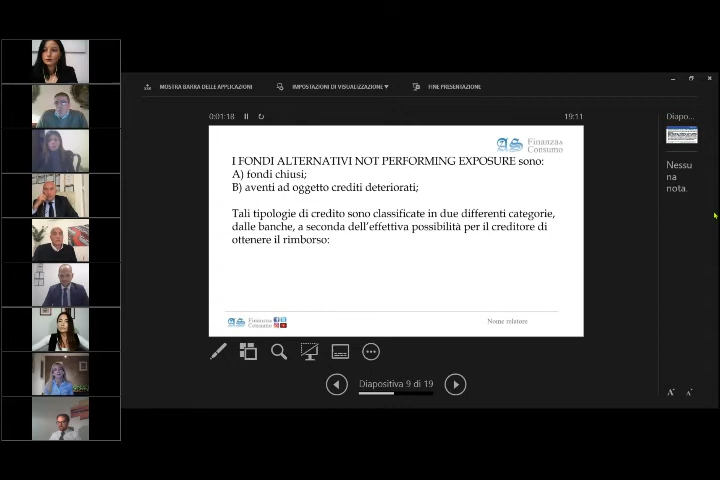 MOSTRA BARRA DELLE APPLICAZIONI
IMPOSTAZIONI DI VISUALIZZAZIONE ▼
FINE PRESENTAZIONE
0:01:18
19:11
Diapo...
Finanza&
Consumo
I FONDI ALTERNATIVI NOT PERFORMING EXPOSURE sono:
A) fondi chiusi;
B) aventi ad oggetto crediti deteriorati;
Tali tipologie di credito sono classificate in due differenti categorie,
dalle banche, a seconda dell'effettiva possibilità per il creditore di
ottenere il rimborso:
Nessu
na
nota.
Finanza&
Consumo
Nome relatore
Diapositiva 9 di 19
A A